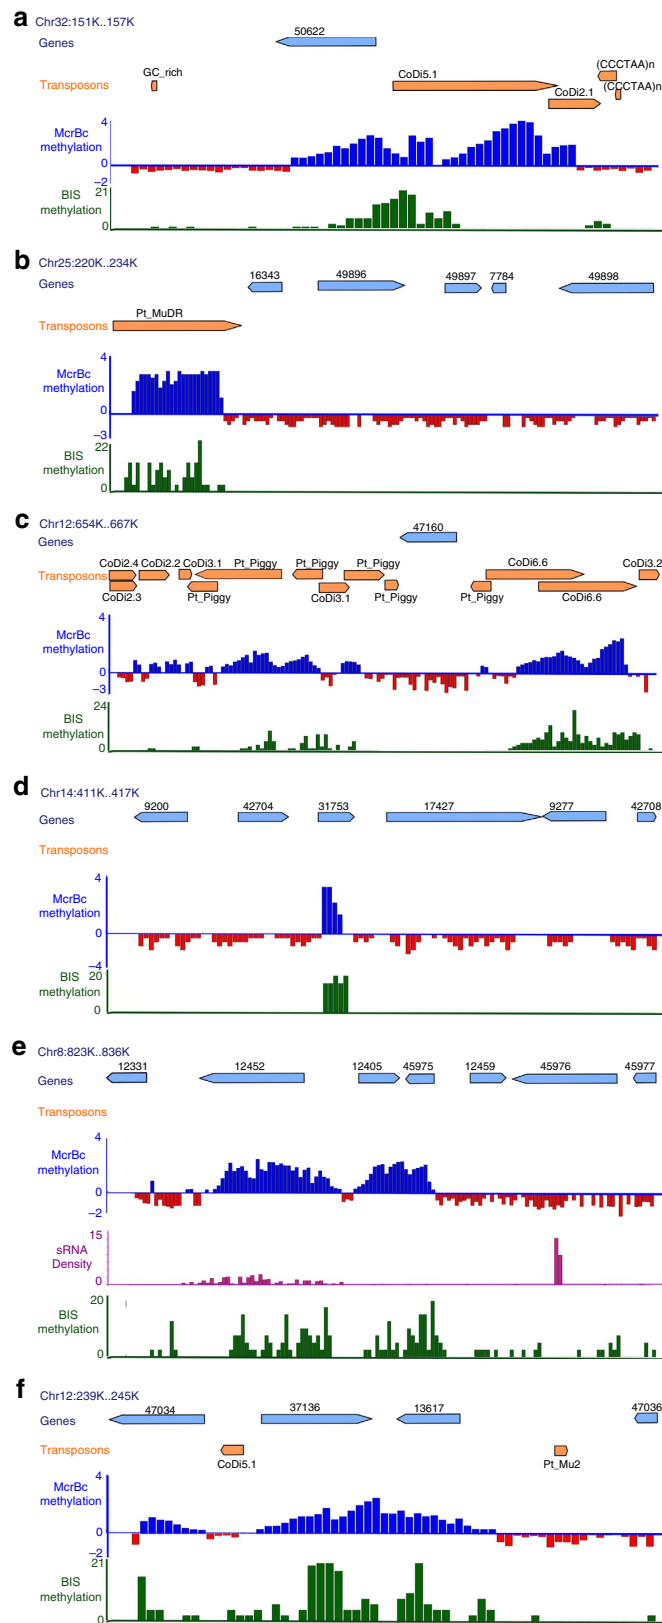 a
Chr32:151K..157K
50622
Genes
GC_rich
CoDi5.1
(CCCTAA)n
Transposons
(CCCTAA)n
CoDi2.1
4
McrBc
methylation
0
–2
BIS
21
methylation
0
b
Chr25:220K..234K
16343 49896 49897 7784 49898
Genes
Pt_MuDR
Transposons
4
McrBc
methylation
0
–3
22
BIS
methylation
0
c
Chr12:654K..667K
47160
Genes
CoDi2.4 CoDi2.2 CoDi3.1 Pt_Piggy Pt_Piggy Pt_Piggy CoDi6.6 CoDi3.2
Transposons
CoDi2.3 Pt_Piggy CoDi3.1 Pt_Piggy Pt_Piggy CoDi6.6
4
McrBc
methylation
0
–3
24
BIS
methylation
0
d
Chr14:411K..417K
9200 42704 31753 17427 9277 42708
Genes
Transposons
4
McrBc
methylation
0
–4
BIS 20
methylation
0
e
Chr8:823K..836K
12331 12452 12405 45975 12459 45976 45977
Genes
Transposons
4
McrBc
methylation
0
–2
15
sRNA
Density
0
20
BIS
methylation
0
f
Chr12:239K..245K
47034 37136 13617 47036
Genes
Transposons
CoDi5.1 Pt_Mu2
4
McrBc
methylation
0
–2
21
BIS
methylation
0